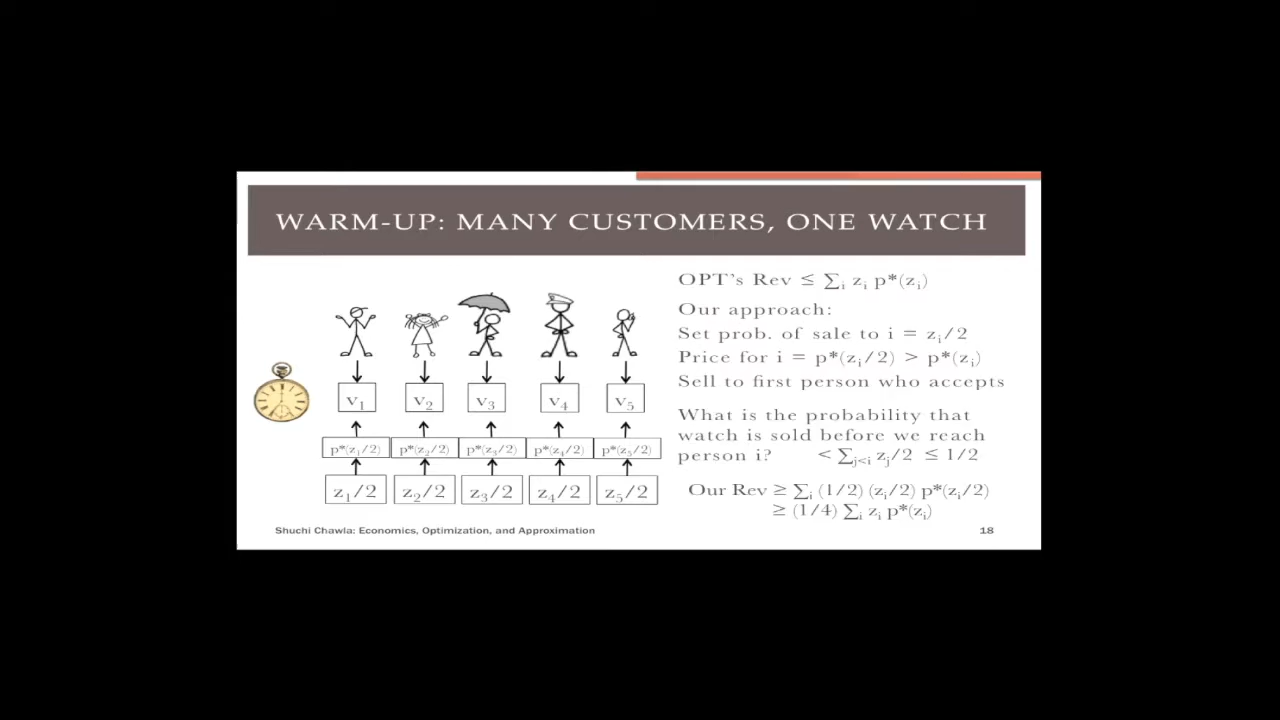 WARM-UP: MANY CUSTOMERS, ONE WATCH
OPT's Rev ≤ ∑ᵢ zᵢ p*(zᵢ)
Our approach:
Set prob. of sale to i = zᵢ/2
Price for i = p*(zᵢ/2) > p*(zᵢ)
Sell to first person who accepts
What is the probability that
watch is sold before we reach
person i? < ∑j<i zj/2 ≤ 1/2
Our Rev ≥ ∑ᵢ (1/2) (zᵢ/2) p*(zᵢ/2)
≥ (1/4) ∑ᵢ zᵢ p*(zᵢ)
v₁ v₂ v₃ v₄ v₅
p*(z₁/2) p*(z₂/2) p*(z₃/2) p*(z₄/2) p*(z₅/2)
z₁/2 z₂/2 z₃/2 z₄/2 z₅/2
Shuchi Chawla: Economics, Optimization, and Approximation 18